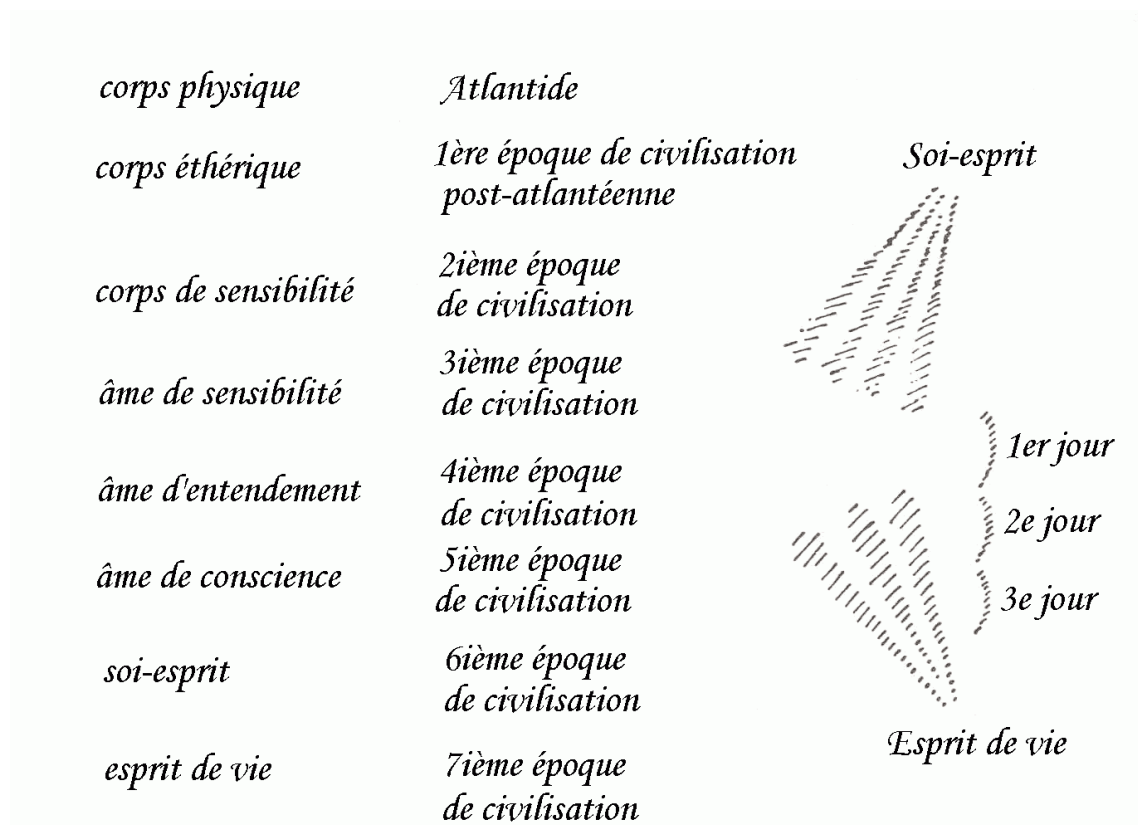 corps physique
Atlantide
corps éthérique
1ère époque de civilisation
post-atlantéenne
Soi-esprit
corps de sensibilité
2ième époque
de civilisation
âme de sensibilité
3ième époque
de civilisation
1er jour
âme d'entendement
4ième époque
de civilisation
2e jour
âme de conscience
5ième époque
de civilisation
3e jour
soi-esprit
6ième époque
de civilisation
Esprit de vie
esprit de vie
7ième époque
de civilisation